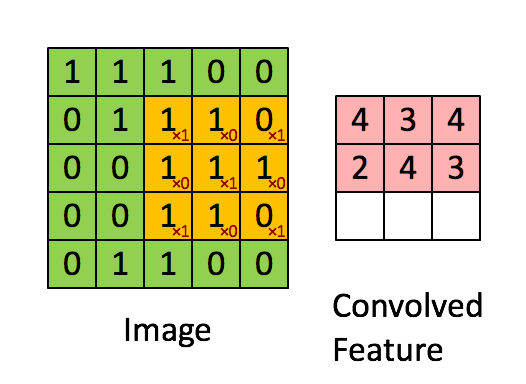 1 1 1 0 0
0 1 1×1 1×0 0×1 4 3 4
0 0 1×0 1×1 1×0 2 4 3
0 0 1×1 1×0 0×1
0 1 1 0 0
Image
Convolved
Feature